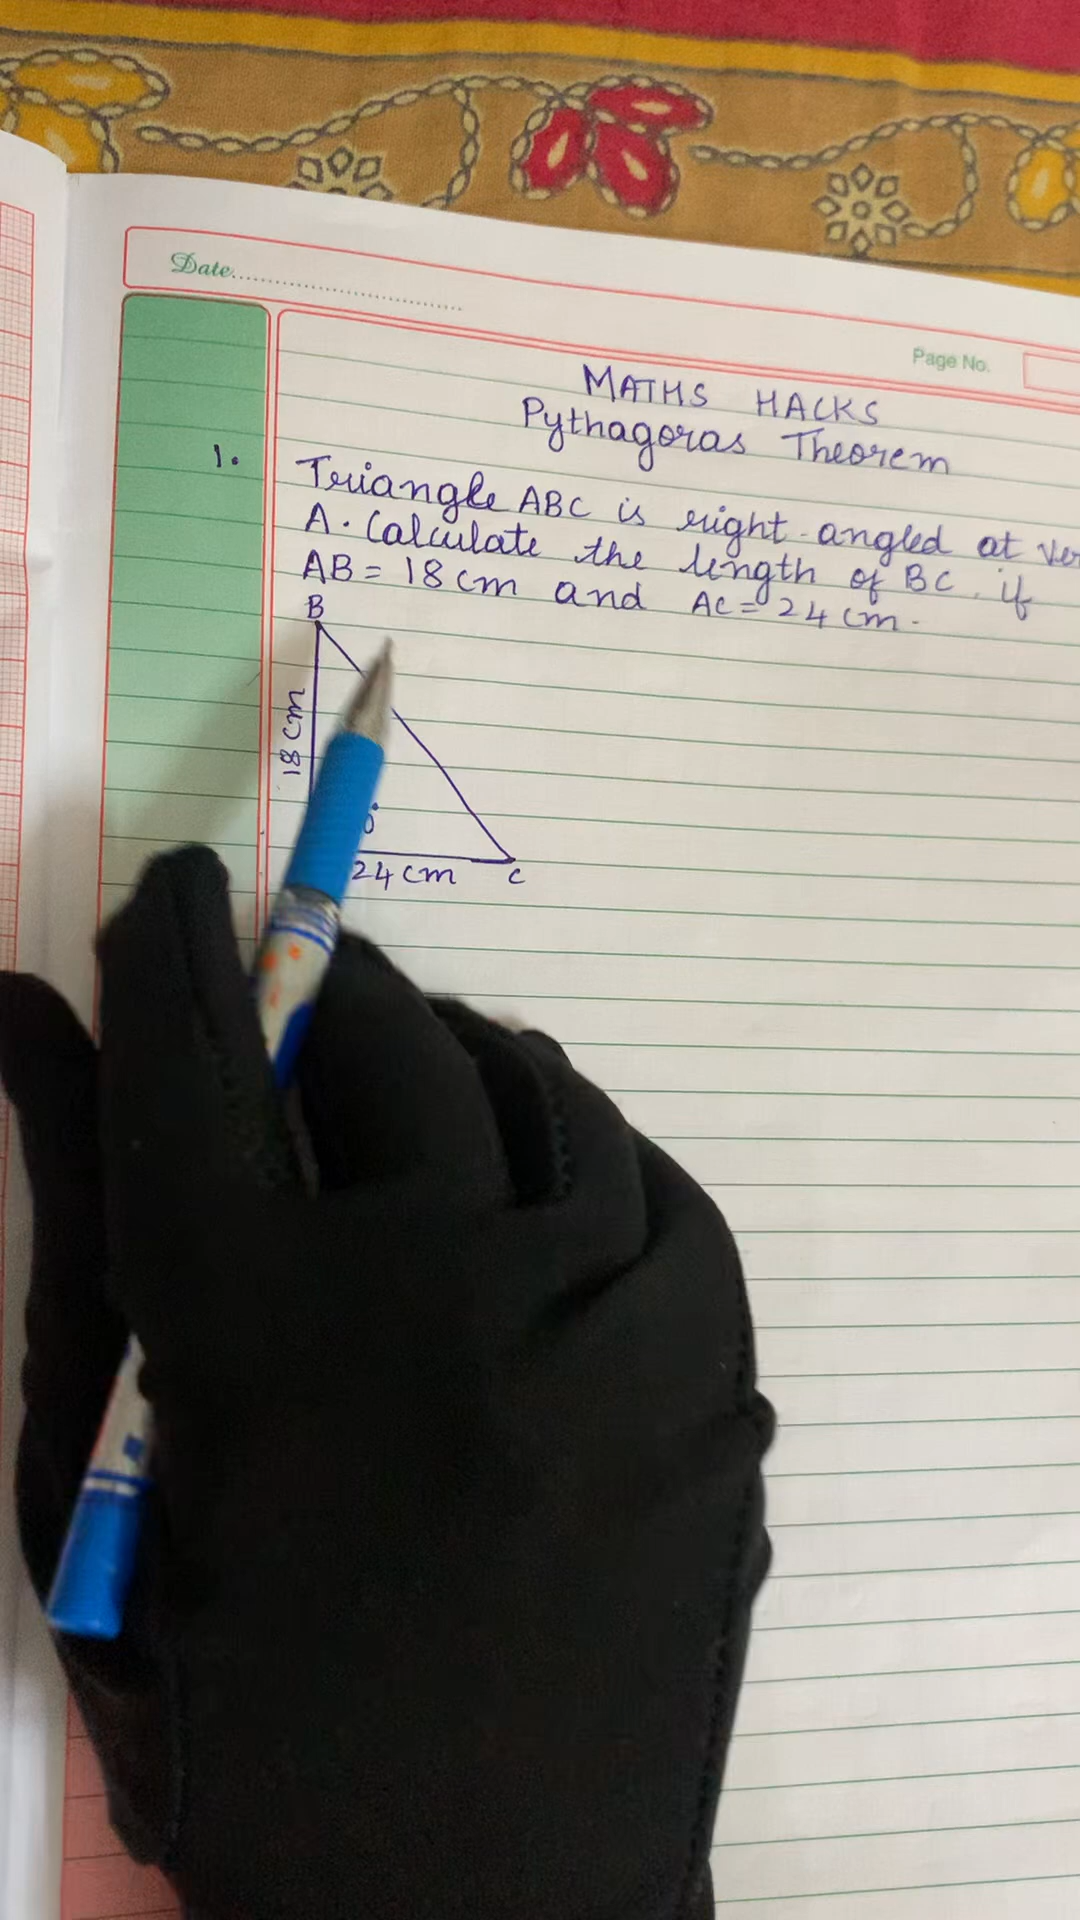 Date
Page No.
MATHS HACKS
Pythagoras Theorem
1. Triangle ABC is right-angled at
A. Calculate the length of BC, if
AB = 18 cm and AC = 24 cm.
B
18 cm
24 cm
C